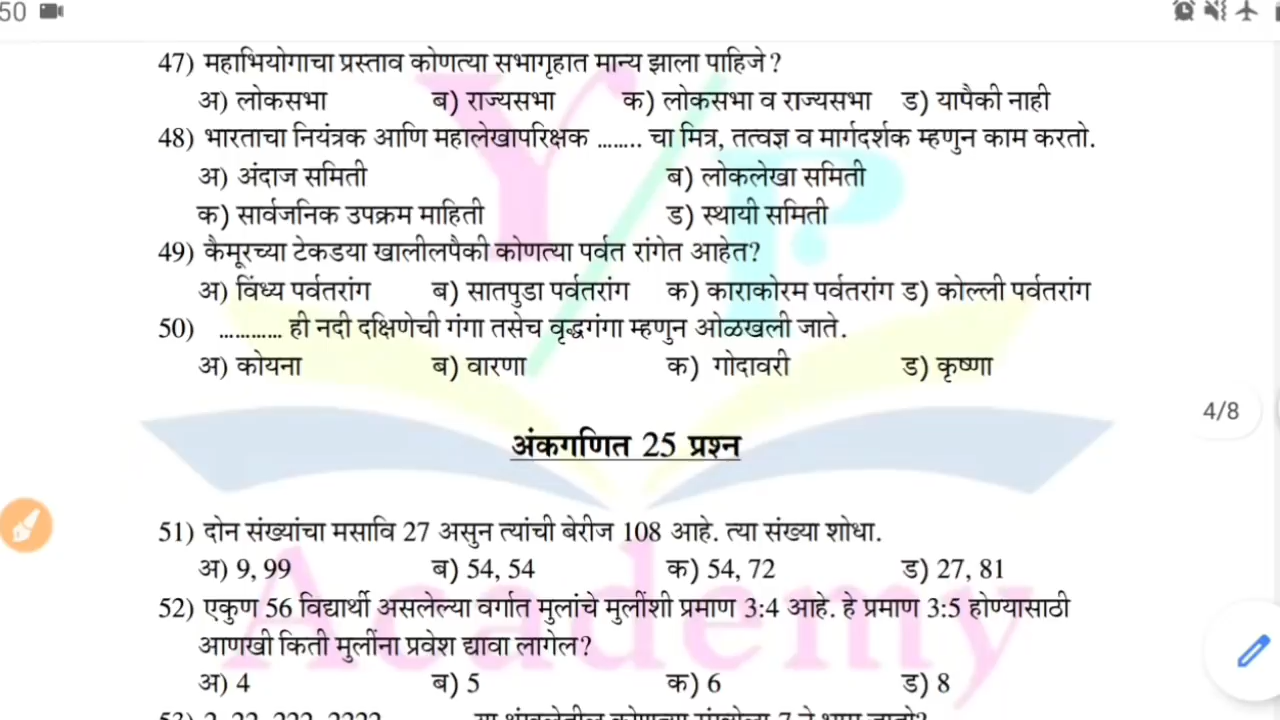 50
47) महाभियोगाचा प्रस्ताव कोणत्या सभागृहात मान्य झाला पाहिजे?
अ) लोकसभा ब) राज्यसभा क) लोकसभा व राज्यसभा ड) यापैकी नाही
48) भारताचा नियंत्रक आणि महालेखापरिक्षक ........ चा मित्र, तत्वज्ञ व मार्गदर्शक म्हणुन काम करतो.
अ) अंदाज समिती ब) लोकलेखा समिती
क) सार्वजनिक उपक्रम माहिती ड) स्थायी समिती
49) कैमूरच्या टेकडया खालीलपैकी कोणत्या पर्वत रांगेत आहेत?
अ) विंध्य पर्वतरांग ब) सातपुडा पर्वतरांग क) काराकोरम पर्वतरांग ड) कोल्ली पर्वतरांग
50) ............ ही नदी दक्षिणेची गंगा तसेच वृद्धगंगा म्हणुन ओळखली जाते.
अ) कोयना ब) वारणा क) गोदावरी ड) कृष्णा
4/8
अंकगणित 25 प्रश्न
51) दोन संख्यांचा मसावि 27 असुन त्यांची बेरीज 108 आहे. त्या संख्या शोधा.
अ) 9, 99 ब) 54, 54 क) 54, 72 ड) 27, 81
52) एकुण 56 विद्यार्थी असलेल्या वर्गात मुलांचे मुलींशी प्रमाण 3:4 आहे. हे प्रमाण 3:5 होण्यासाठी
आणखी किती मुलींना प्रवेश द्यावा लागेल?
अ) 4 ब) 5 क) 6 ड) 8
Y/P
Academy